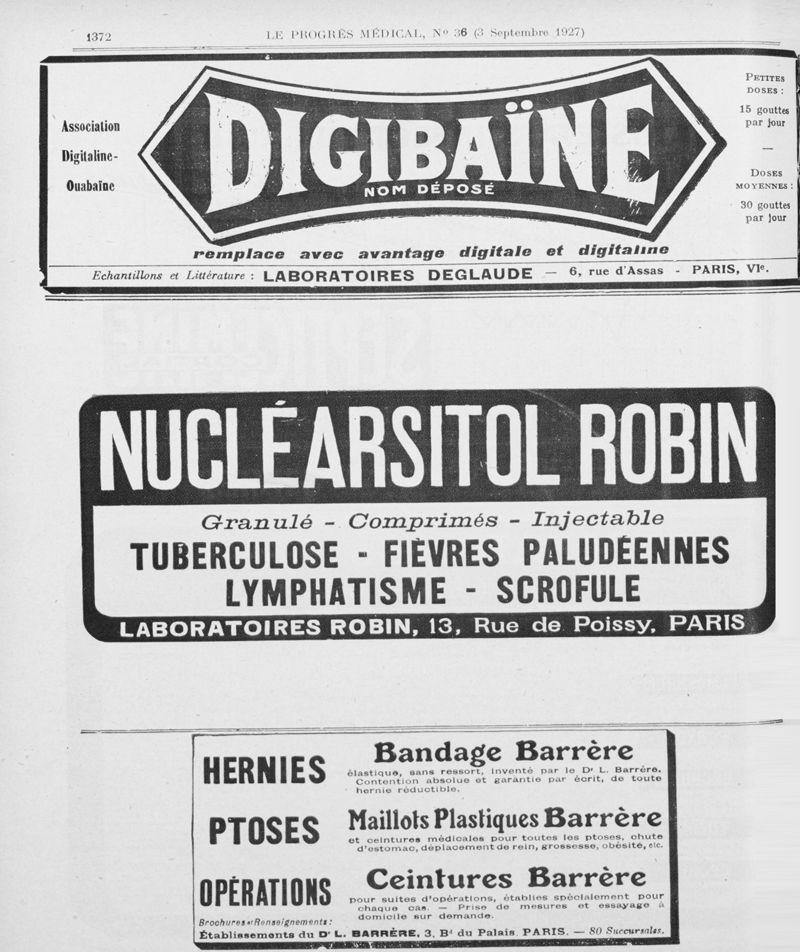 1372
LE PROGRÈS MÉDICAL, No 36 (3 Septembre 1927)
Association
Digitaline-
Ouabaïne
DIGIBAÏNE
NOM DÉPOSÉ
PETITES
DOSES :
15 gouttes
par jour
—
DOSES
MOYENNES :
30 gouttes
par jour
remplace avec avantage digitale et digitaline
Echantillons et Littérature : LABORATOIRES DEGLAUDE — 6, rue d'Assas - PARIS, VIe.
NUCLÉARSITOL ROBIN
Granulé - Comprimés - Injectable
TUBERCULOSE - FIÈVRES PALUDÉENNES
LYMPHATISME - SCROFULE
LABORATOIRES ROBIN, 13, Rue de Poissy, PARIS
HERNIES
Bandage Barrère
élastique, sans ressort, inventé par le Dr L. Barrère.
Contention absolue et garantie par écrit, de toute
hernie réductible.
PTOSES
Maillots Plastiques Barrère
et ceintures médicales pour toutes les ptoses, chute
d'estomac, déplacement de rein, grossesse, obésité, etc.
OPÉRATIONS
Ceintures Barrère
pour suites d'opérations, établies spécialement pour
chaque cas. — Prise de mesures et essayage à
domicile sur demande.
Brochures et Renseignements :
Établissements du Dr L. BARRÈRE, 3, Bd du Palais, PARIS. — 80 Succursales.